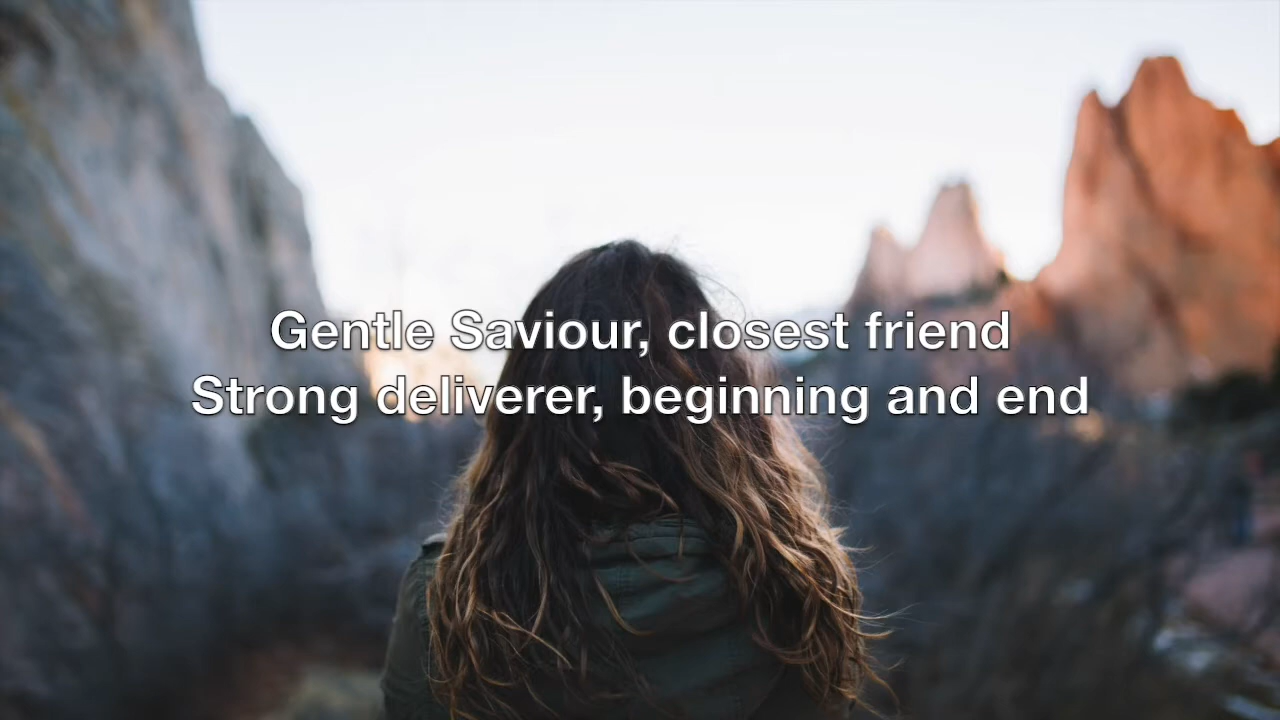 Gentle Saviour, closest friend
Strong deliverer, beginning and end